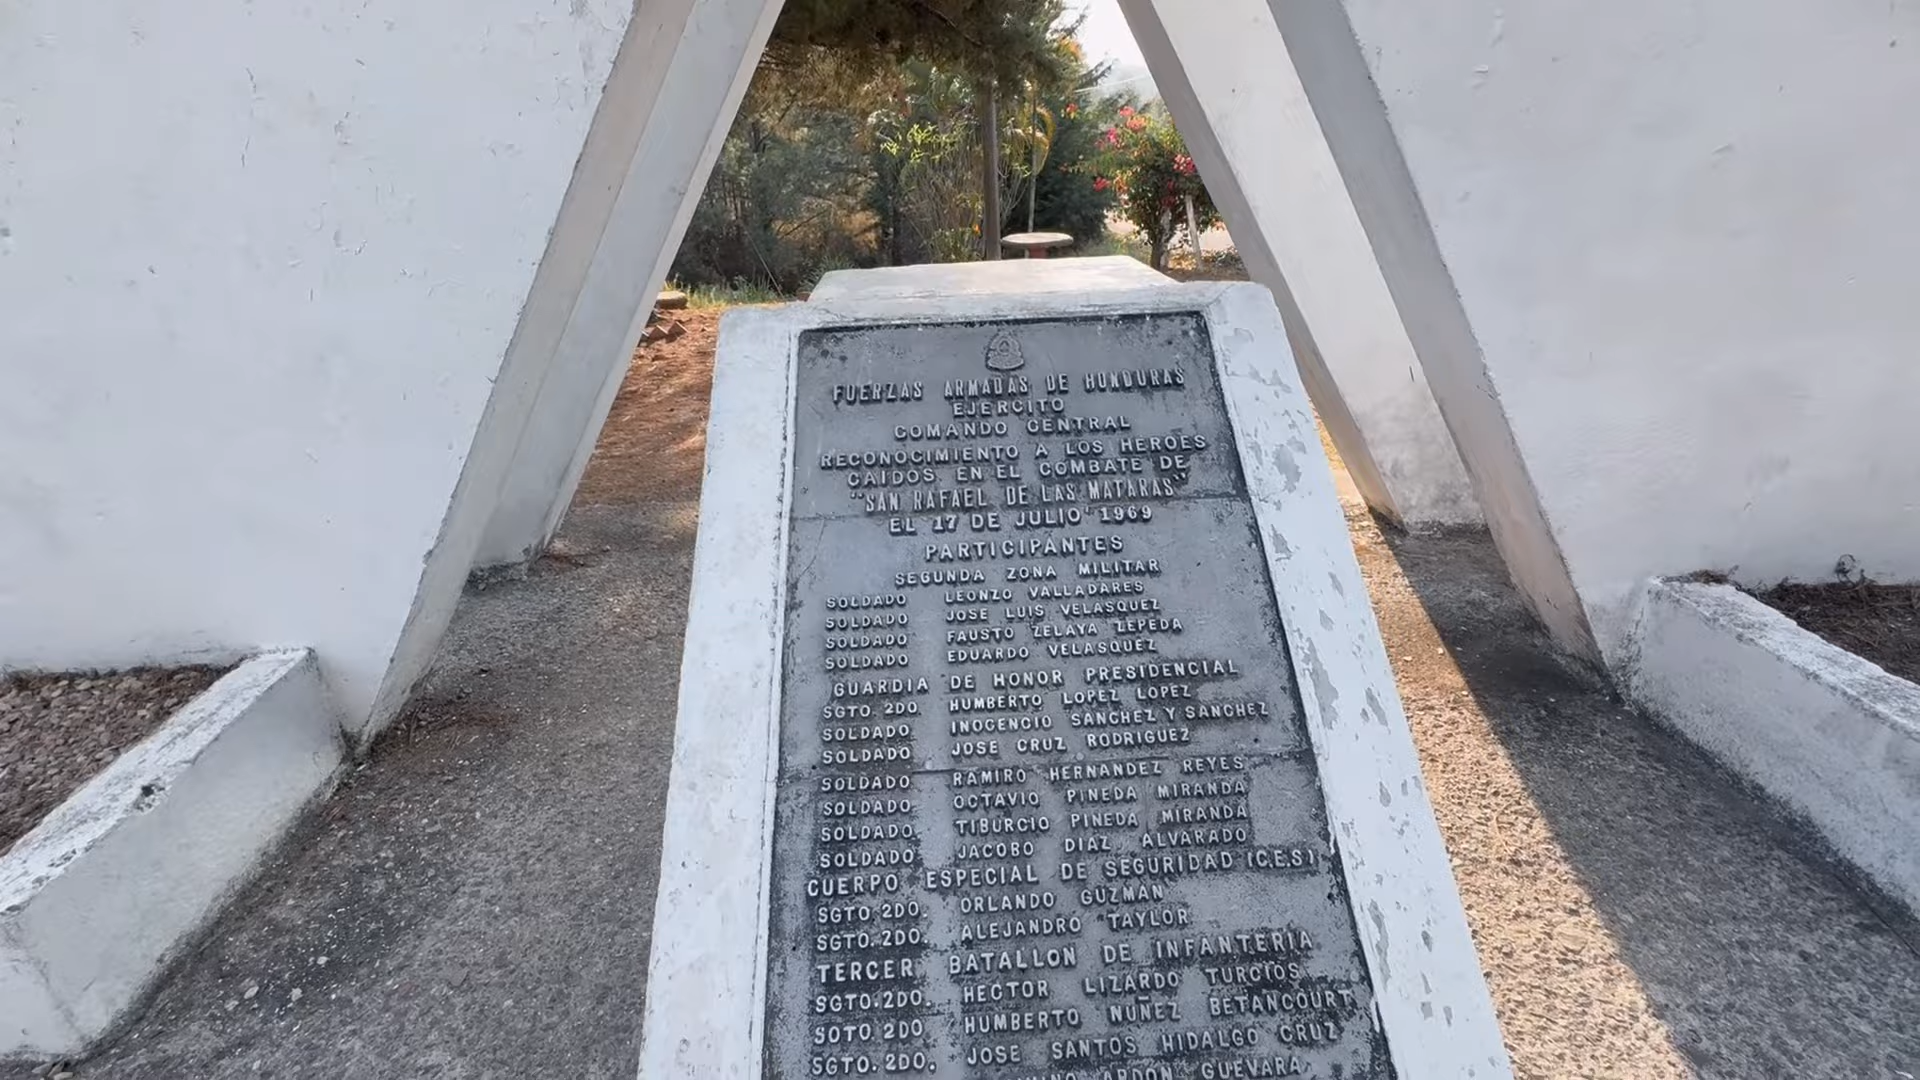 FUERZAS ARMADAS DE HONDURAS
EJERCITO
COMANDO CENTRAL
RECONOCIMIENTO A LOS HEROES
CAIDOS EN EL COMBATE DE
"SAN RAFAEL DE LAS MATARAS"
EL 17 DE JULIO 1969
PARTICIPANTES
SEGUNDA ZONA MILITAR
SOLDADO LEONZO VALLADARES
SOLDADO JOSE LUIS VELASQUEZ
SOLDADO FAUSTO ZELAYA ZEPEDA
SOLDADO EDUARDO VELASQUEZ
GUARDIA DE HONOR PRESIDENCIAL
SGTO. 2DO. HUMBERTO LOPEZ LOPEZ
SOLDADO INOCENCIO SANCHEZ Y SANCHEZ
SOLDADO JOSE CRUZ RODRIGUEZ
SOLDADO RAMIRO HERNANDEZ REYES
SOLDADO OCTAVIO PINEDA MIRANDA
SOLDADO TIBURCIO PINEDA MIRANDA
SOLDADO JACOBO DIAZ ALVARADO
CUERPO ESPECIAL DE SEGURIDAD (C.E.S)
SGTO. 2DO. ORLANDO GUZMAN
SGTO. 2DO. ALEJANDRO TAYLOR
TERCER BATALLON DE INFANTERIA
SGTO. 2DO. HECTOR LIZARDO TURCIOS
SGTO. 2DO HUMBERTO NUÑEZ BETANCOURT
SGTO. 2DO. JOSE SANTOS HIDALGO CRUZ
ARDON GUEVARA